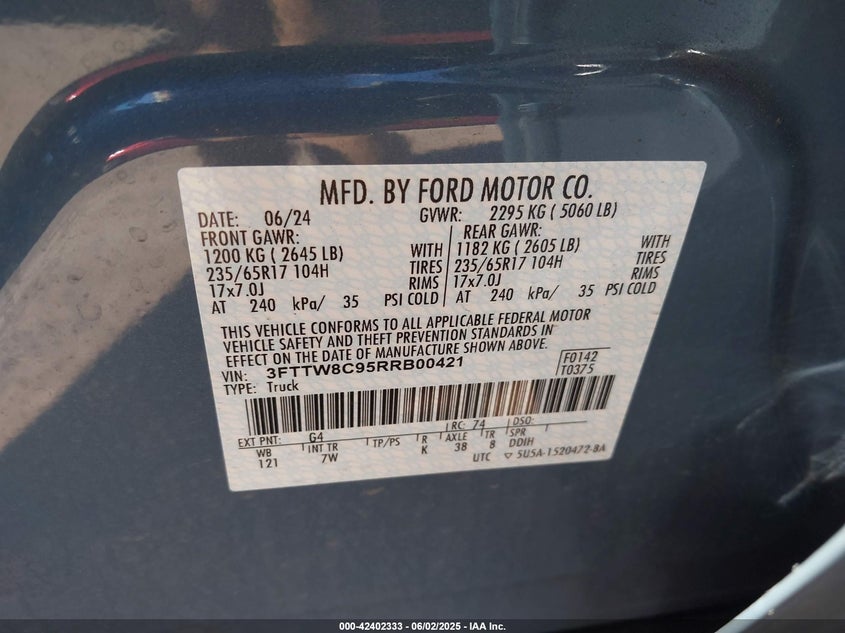 MFD. BY FORD MOTOR CO.
DATE: 06/24 GVWR: 2295 KG ( 5060 LB)
FRONT GAWR: REAR GAWR:
1200 KG ( 2645 LB) WITH 1182 KG ( 2605 LB) WITH
235/65R17 104H TIRES 235/65R17 104H TIRES
17x7.0J RIMS 17x7.0J RIMS
AT 240 kPa/ 35 PSI COLD AT 240 kPa/ 35 PSI COLD
THIS VEHICLE CONFORMS TO ALL APPLICABLE FEDERAL MOTOR
VEHICLE SAFETY AND THEFT PREVENTION STANDARDS IN
EFFECT ON THE DATE OF MANUFACTURE SHOWN ABOVE.
VIN: 3FTTW8C95RRB00421 F0142
TYPE: Truck T0375
EXT PNT: G4 RC: 74 DSO:
WB INT TR TP/PS R AXLE TR SPR
121 7W K 38 8 DDIH
UTC 5U5A-1520472-BA
000-42402333 - 06/02/2025 - IAA Inc.